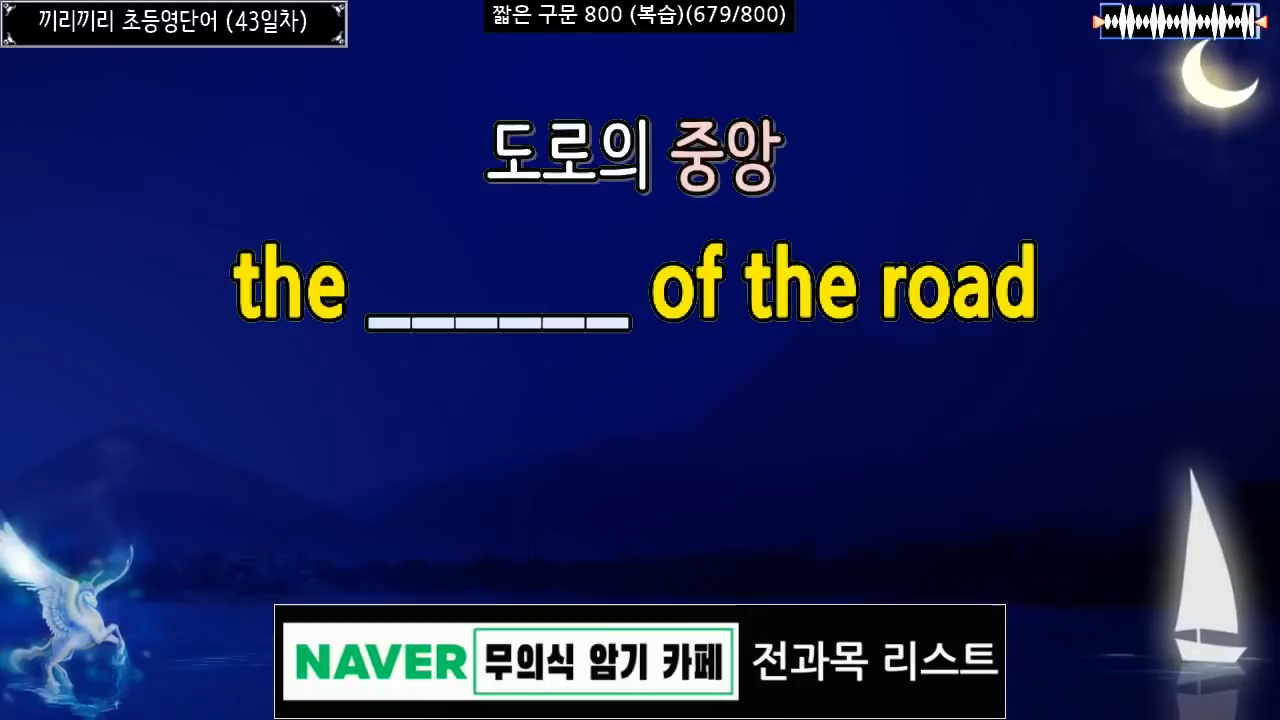 끼리끼리 초등영단어 (43일차)
짧은 구문 800 (복습)(679/800)
도로의 중앙
the ______ of the road
NAVER 무의식 암기 카페 전과목 리스트